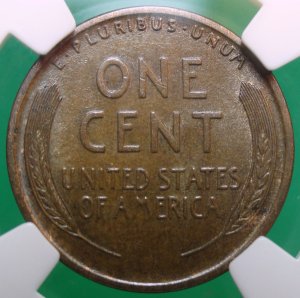 E · PLURIBUS · UNUM
ONE
CENT
UNITED STATES
OF AMERICA